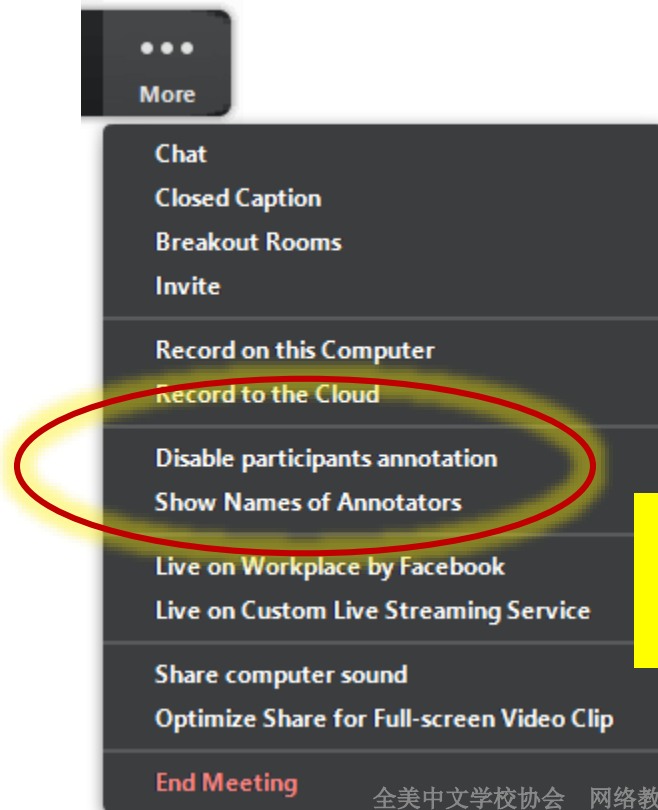 More
Chat
Closed Caption
Breakout Rooms
Invite
Record on this Computer
Record to the Cloud
Disable participants annotation
Show Names of Annotators
Live on Workplace by Facebook
Live on Custom Live Streaming Service
Share computer sound
Optimize Share for Full-screen Video Clip
End Meeting
全美中文学校协会 网络教